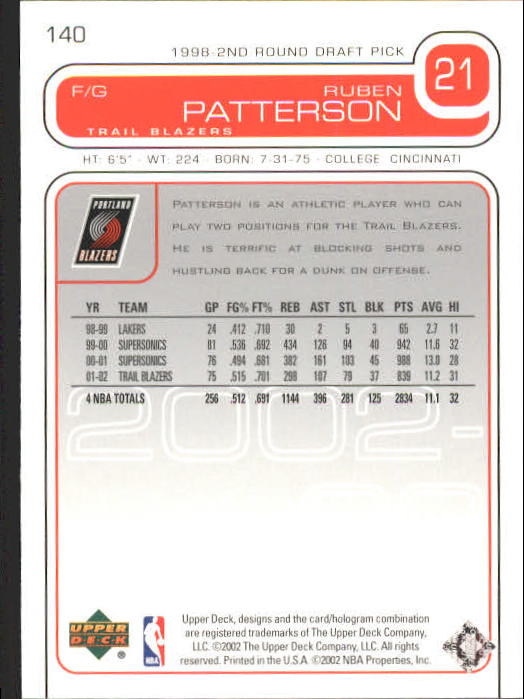 140
1998-2ND ROUND DRAFT PICK
21
F/G
RUBEN
PATTERSON
TRAIL BLAZERS
HT: 6'5" · WT: 224 · BORN: 7-31-75 · COLLEGE CINCINNATI
PORTLAND
BLAZERS
PATTERSON IS AN ATHLETIC PLAYER WHO CAN
PLAY TWO POSITIONS FOR THE TRAIL BLAZERS.
HE IS TERRIFIC AT BLOCKING SHOTS AND
HUSTLING BACK FOR A DUNK ON OFFENSE.
YR TEAM GP FG% FT% REB AST STL BLK PTS AVG HI
98-99 LAKERS 24 .412 .710 30 2 5 3 65 2.7 11
99-00 SUPERSONICS 81 .536 .692 434 126 94 40 942 11.6 32
00-01 SUPERSONICS 76 .494 .681 382 161 103 45 988 13.0 28
01-02 TRAIL BLAZERS 75 .515 .701 298 107 79 37 839 11.2 31
4 NBA TOTALS 256 .512 .691 1144 396 281 125 2834 11.1 32
2002-
UPPER
DECK
®
NBA
Upper Deck, designs and the card/hologram combination
are registered trademarks of The Upper Deck Company,
LLC. ©2002 The Upper Deck Company, LLC. All rights
reserved. Printed in the U.S.A. ©2002 NBA Properties, Inc.